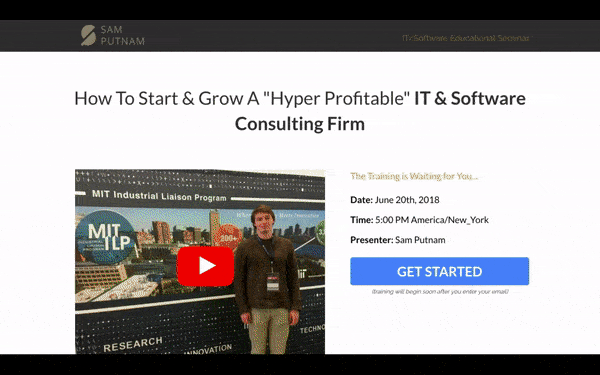 SAM
PUTNAM
IT+Software Educational Seminar
How To Start & Grow A "Hyper Profitable" IT & Software
Consulting Firm
The Training is Waiting for You...
MIT Industrial Liaison Program
Date: June 20th, 2018
Time: 5:00 PM America/New_York
Presenter: Sam Putnam
MIT
ILP
GET STARTED
(training will begin soon after you enter your email)
RESEARCH
INNOVATION